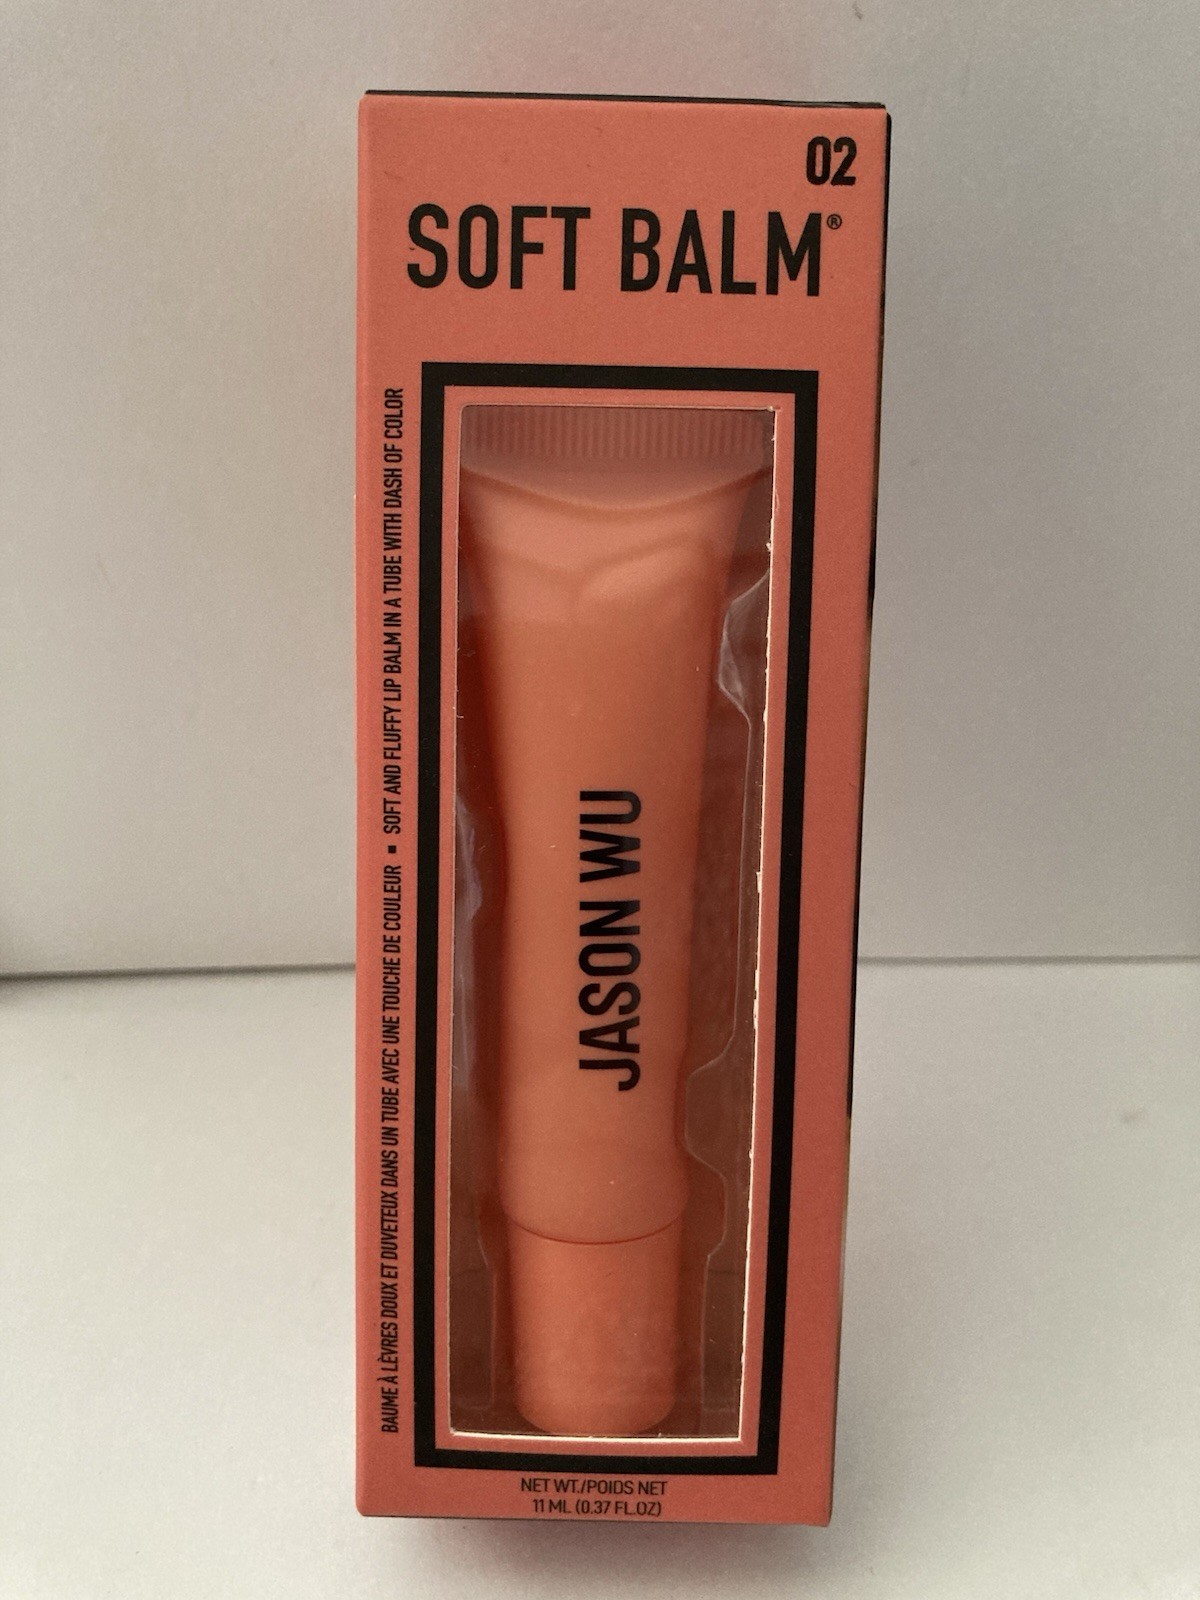 02
SOFT BALM®
BAUME À LÈVRES DOUX ET DUVETEUX DANS UN TUBE AVEC UNE TOUCHE DE COULEUR ▪ SOFT AND FLUFFY LIP BALM IN A TUBE WITH DASH OF COLOR
JASON WU
NET WT./POIDS NET
11 ML (0.37 FL.OZ)